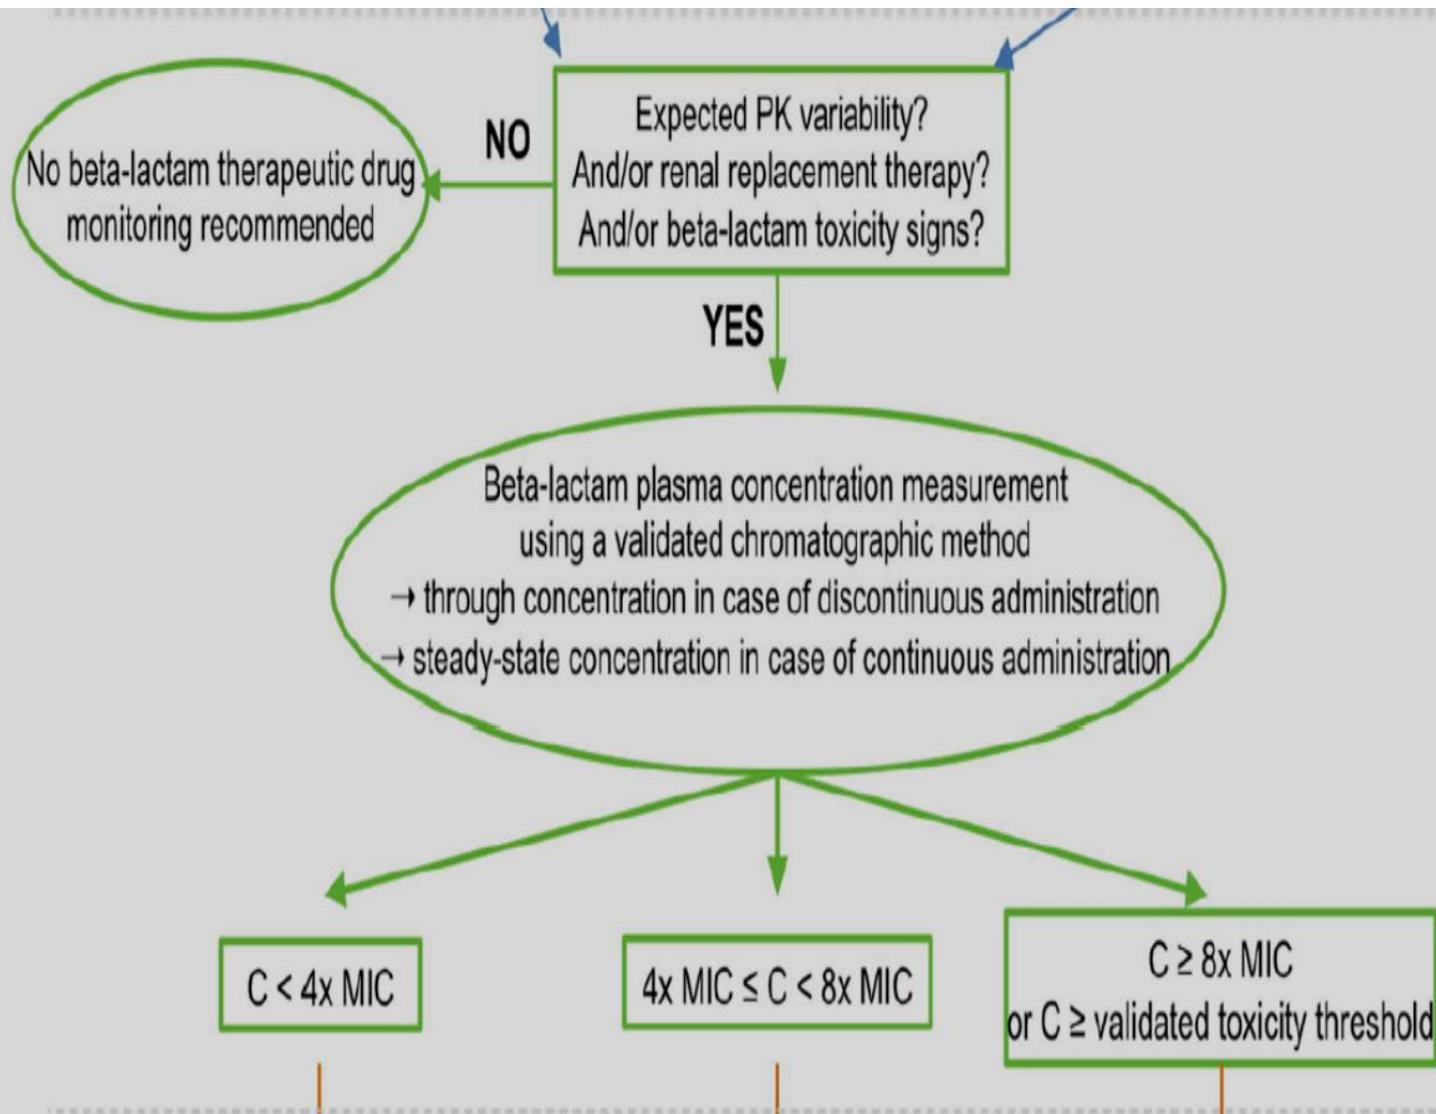 Expected PK variability?
And/or renal replacement therapy?
And/or beta-lactam toxicity signs?
NO
No beta-lactam therapeutic drug
monitoring recommended
YES
Beta-lactam plasma concentration measurement
using a validated chromatographic method
→ through concentration in case of discontinuous administration
→ steady-state concentration in case of continuous administration
C < 4x MIC
4x MIC ≤ C < 8x MIC
C ≥ 8x MIC
or C ≥ validated toxicity threshold